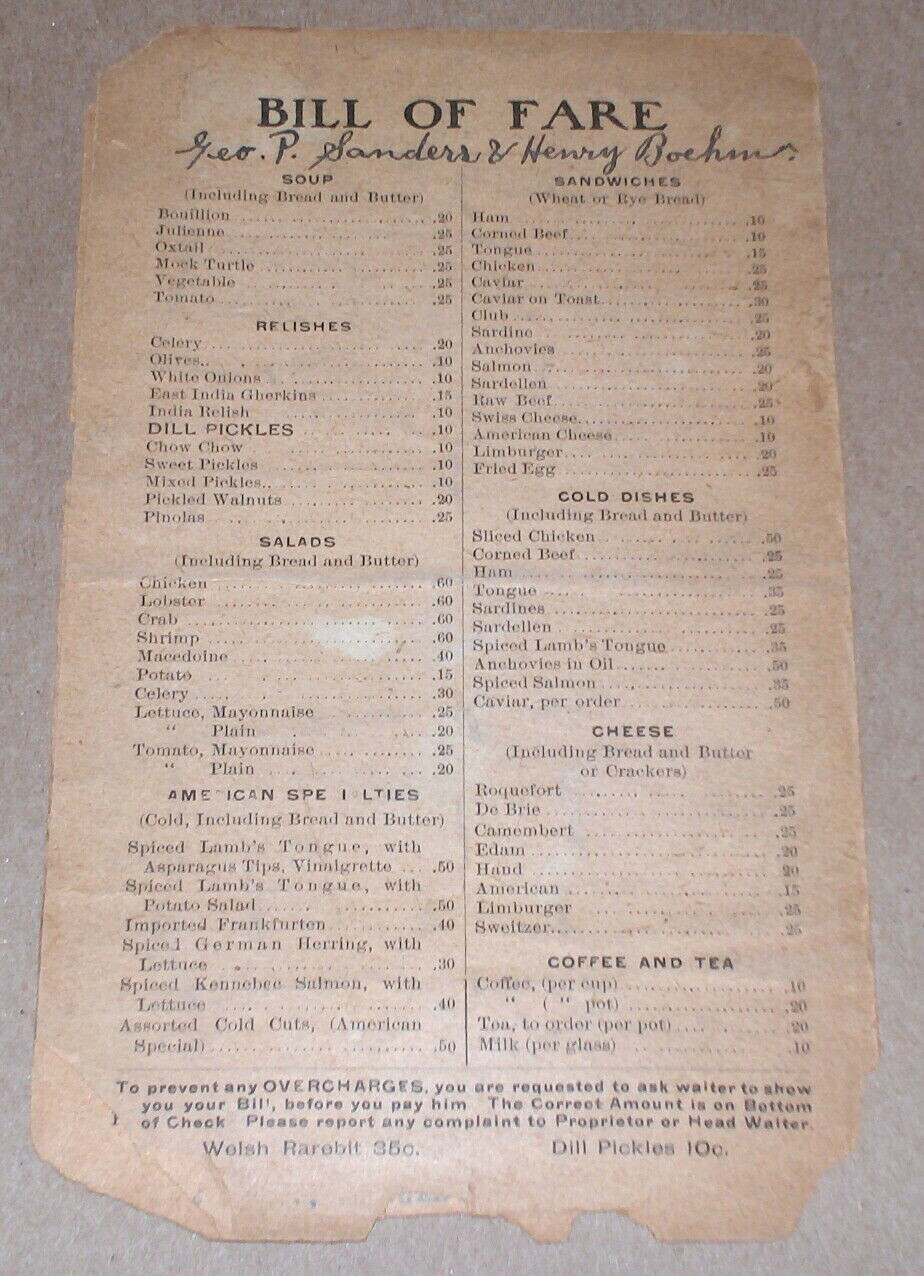 BILL OF FARE
Geo. P. Sanders & Henry Boehm
SOUP
(Including Bread and Butter)
Bouillion .20
Julienne .25
Oxtail .25
Mock Turtle .25
Vegetable .25
Tomato .25
RELISHES
Celery .20
Olives .10
White Onions .10
East India Gherkins .15
India Relish .10
DILL PICKLES .10
Chow Chow .10
Sweet Pickles .10
Mixed Pickles .10
Pickled Walnuts .20
Pinolas .25
SALADS
(Including Bread and Butter)
Chicken .60
Lobster .60
Crab .60
Shrimp .60
Macedoine .40
Potato .15
Celery .30
Lettuce, Mayonnaise .25
" Plain .20
Tomato, Mayonnaise .25
" Plain .20
AME ICAN SPE I LTIES
(Cold, Including Bread and Butter)
Spiced Lamb's Tongue, with
Asparagus Tips, Vinaigrette .50
Spiced Lamb's Tongue, with
Potato Salad .50
Imported Frankfurten .40
Spiced German Herring, with
Lettuce .30
Spiced Kennebec Salmon, with
Lettuce .40
Assorted Cold Cuts, (American
Special) .50
SANDWICHES
(Wheat or Rye Bread)
Ham .10
Corned Beef .10
Tongue .15
Chicken .25
Caviar .25
Caviar on Toast .30
Club .25
Sardine .20
Anchovies .25
Salmon .20
Sardellen .20
Raw Beef .25
Swiss Cheese .10
American Cheese .10
Limburger .20
Fried Egg .25
COLD DISHES
(Including Bread and Butter)
Sliced Chicken .50
Corned Beef .25
Ham .25
Tongue .35
Sardines .25
Sardellen .25
Spiced Lamb's Tongue .35
Anchovies in Oil .50
Spiced Salmon .35
Caviar, per order .50
CHEESE
(Including Bread and Butter
or Crackers)
Roquefort .25
De Brie .25
Camembert .25
Edam .20
Hand .20
American .15
Limburger .25
Sweitzer .25
COFFEE AND TEA
Coffee, (per cup) .10
" ( " pot) .20
Tea, to order (per pot) .20
Milk (per glass) .10
To prevent any OVERCHARGES, you are requested to ask waiter to show
you your Bill, before you pay him The Correct Amount is on Bottom
of Check Please report any complaint to Proprietor or Head Waiter.
Welsh Rarebit 35c. Dill Pickles 10c.